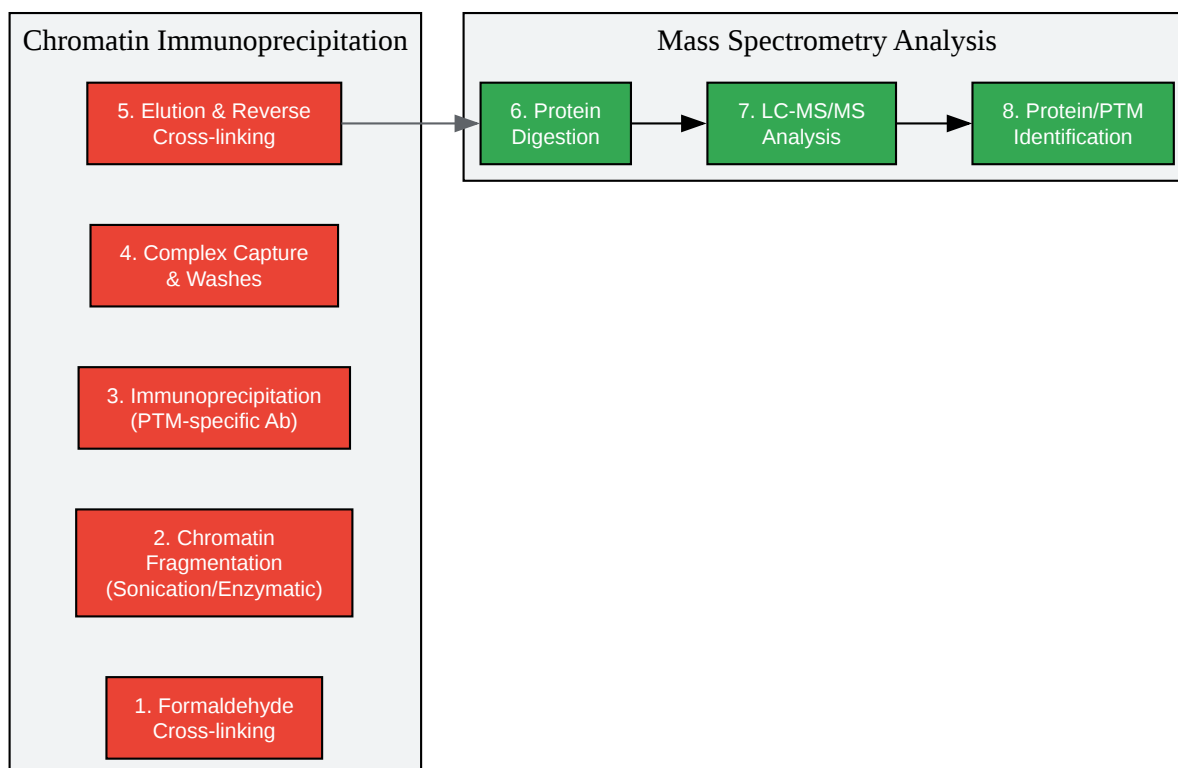 Chromatin Immunoprecipitation
5. Elution & Reverse
Cross-linking
4. Complex Capture
& Washes
3. Immunoprecipitation
(PTM-specific Ab)
2. Chromatin
Fragmentation
(Sonication/Enzymatic)
1. Formaldehyde
Cross-linking
Mass Spectrometry Analysis
6. Protein
Digestion
7. LC-MS/MS
Analysis
8. Protein/PTM
Identification